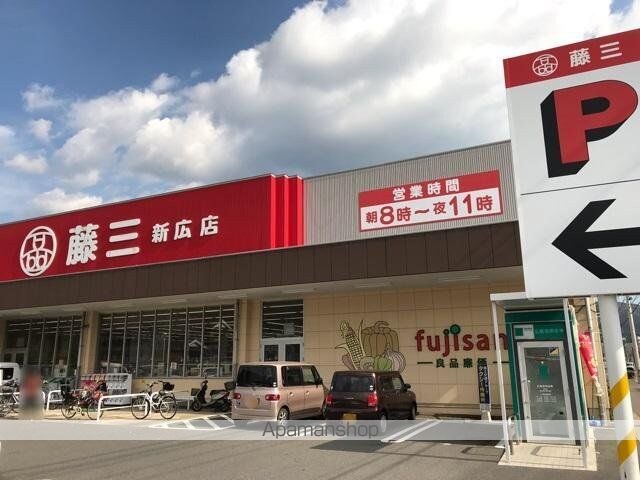 藤三 新広店
営業時間
朝8時～夜11時
藤三
P
fujisan
良品廉価
Apamanshop